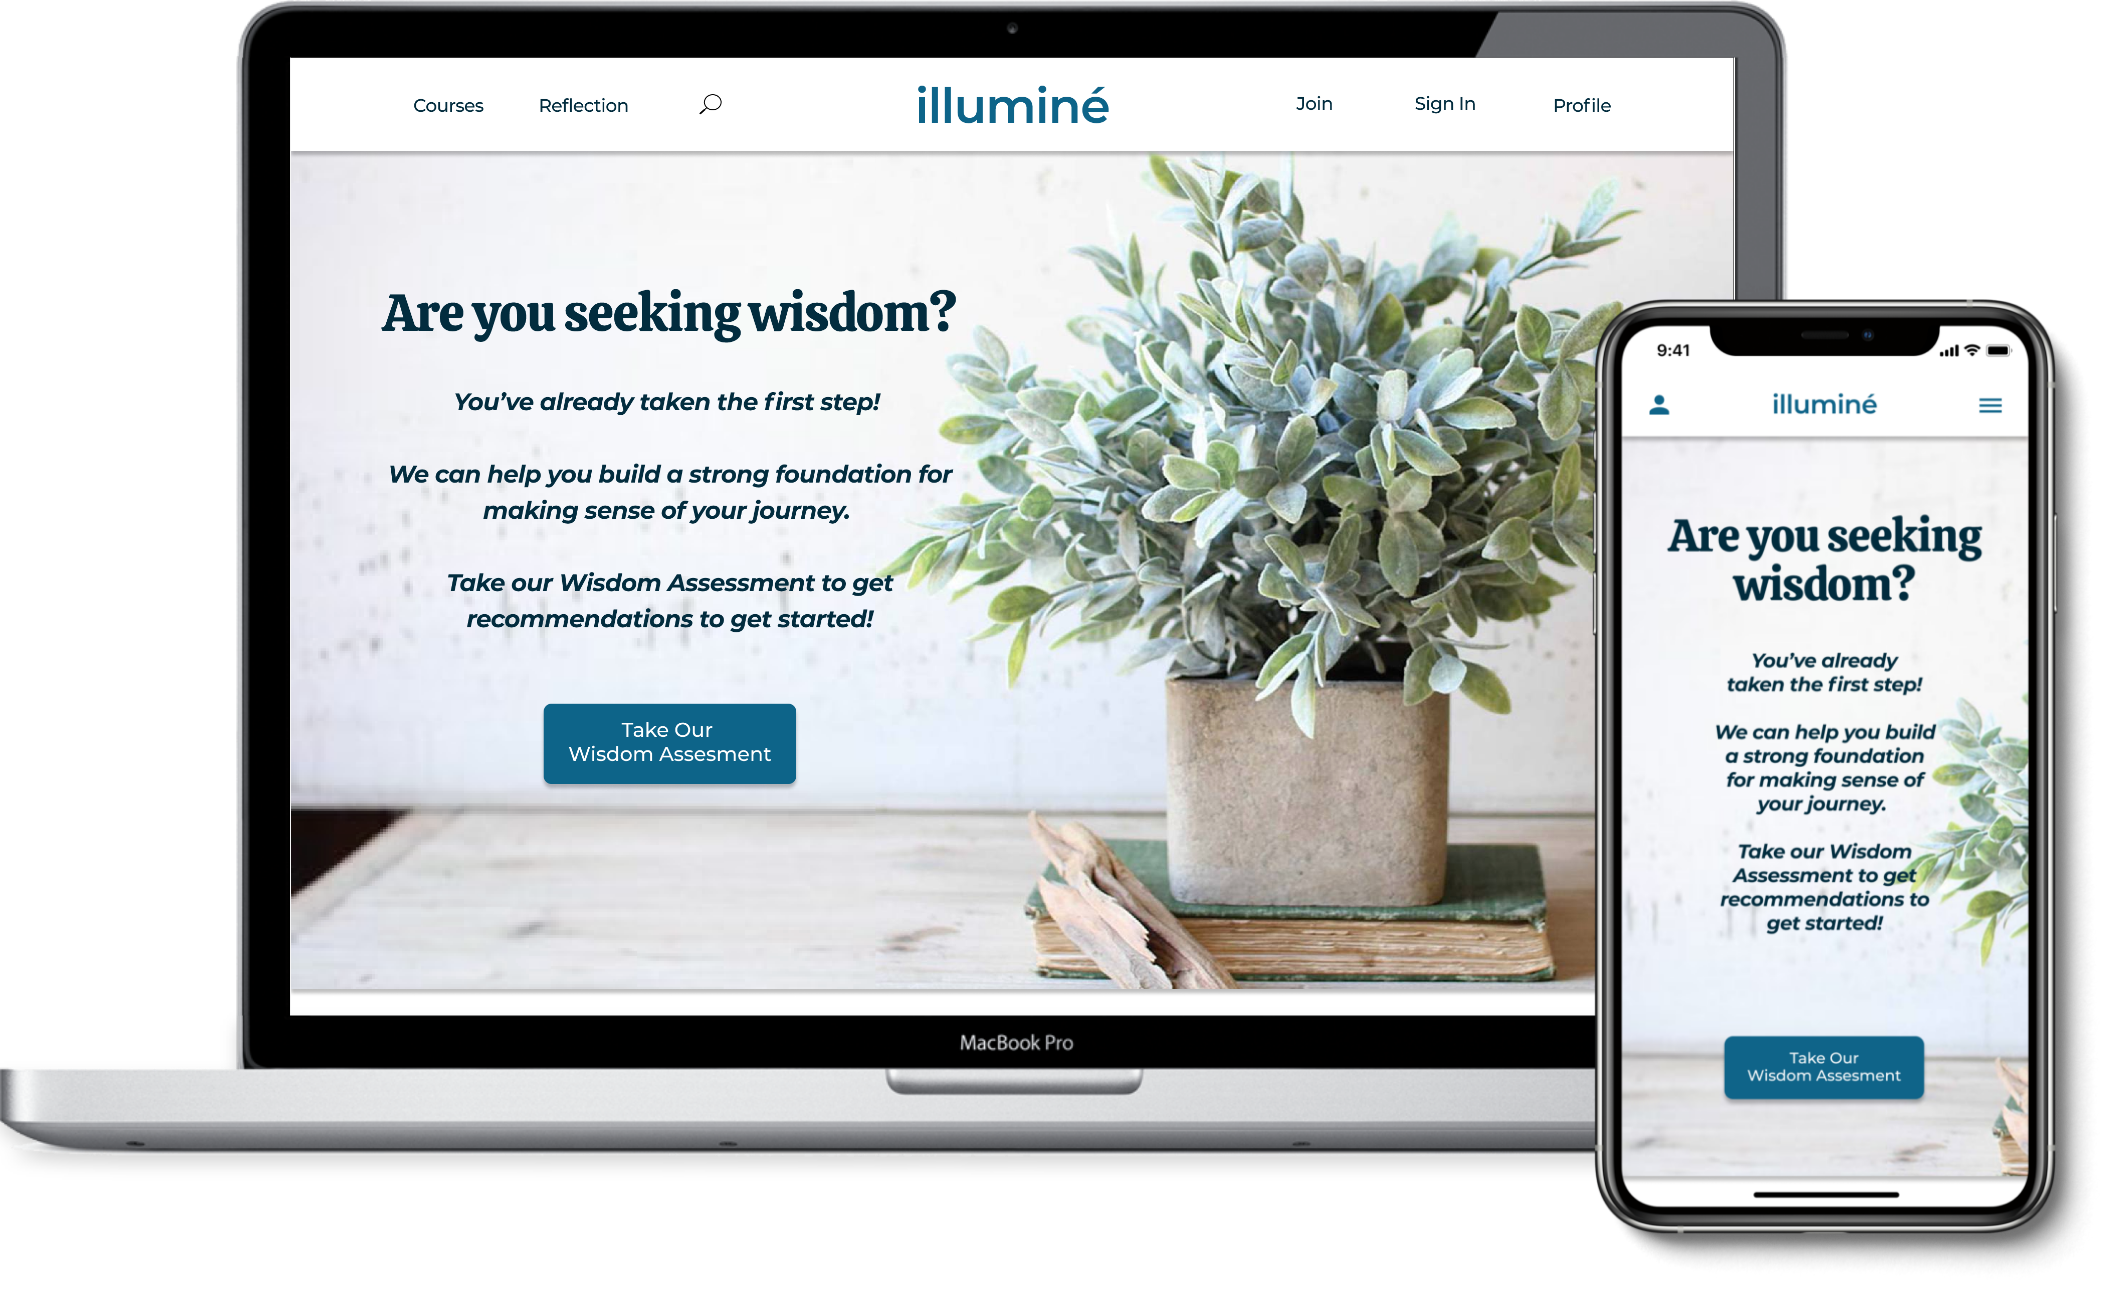 Courses Reflection illuminé Join Sign In Profile
Are you seeking wisdom?
You've already taken the first step!
We can help you build a strong foundation for
making sense of your journey.
Take our Wisdom Assessment to get
recommendations to get started!
Take Our
Wisdom Assesment
MacBook Pro
9:41
illuminé
Are you seeking
wisdom?
You've already
taken the first step!
We can help you build
a strong foundation
for making sense of
your journey.
Take our Wisdom
Assessment to get
recommendations to
get started!
Take Our
Wisdom Assesment